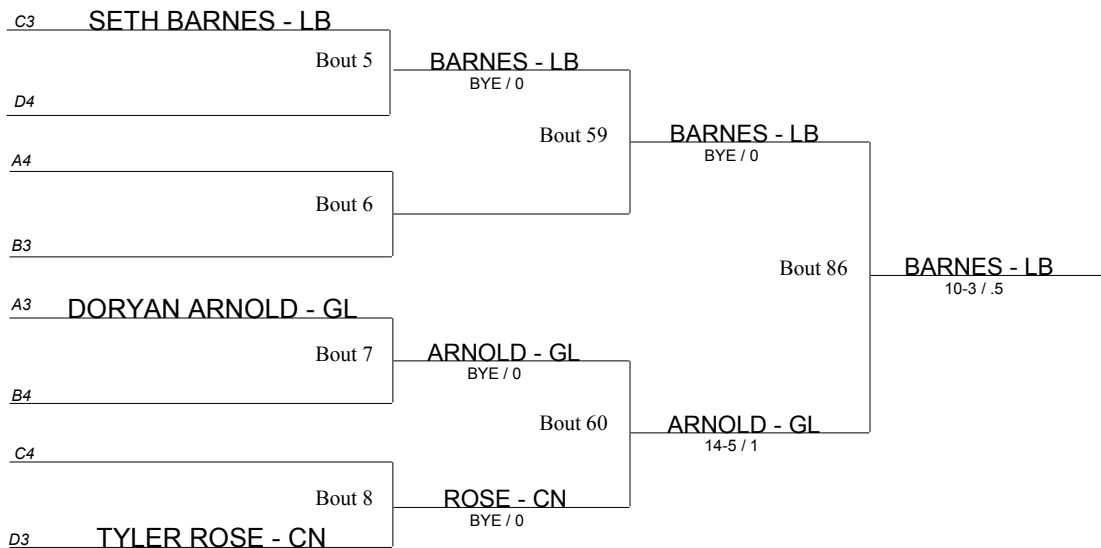 C3 SETH BARNES - LB
Bout 5
BARNES - LB
BYE / 0
D4
Bout 59
BARNES - LB
BYE / 0
A4
Bout 6
B3
Bout 86
BARNES - LB
10-3 / .5
A3 DORYAN ARNOLD - GL
Bout 7
ARNOLD - GL
BYE / 0
B4
Bout 60
ARNOLD - GL
14-5 / 1
C4
Bout 8
ROSE - CN
BYE / 0
D3 TYLER ROSE - CN